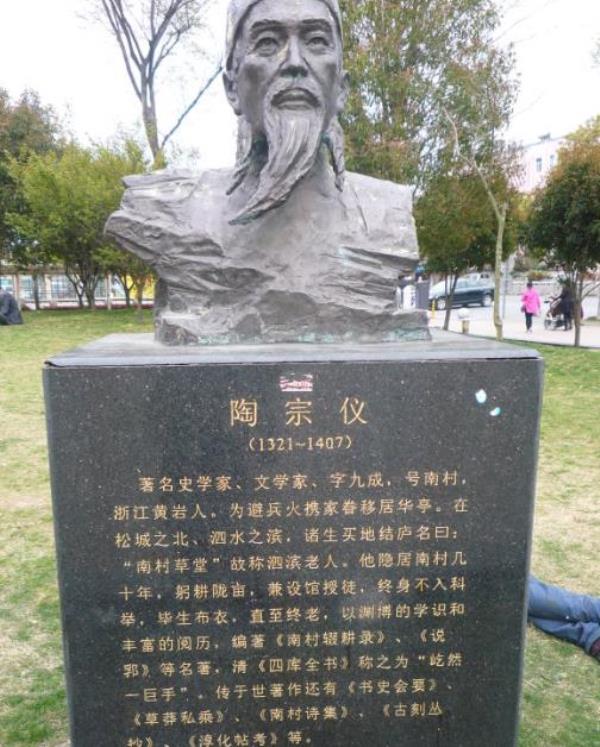 陶宗仪
(1321~1407)
著名史学家、文学家、字九成，号南村，
浙江黄岩人。为避兵火携家眷移居华亭。在
松城之北、泗水之滨，诸生买地结庐名曰：
“南村草堂”故称泗滨老人。他隐居南村几
十年，躬耕陇亩，兼设馆授徒，终身不入科
举，毕生布衣，直至终老，以渊博的学识和
丰富的阅历，编著《南村辍耕录》、《说
郛》等名著，清《四库全书》称之为“屹然
一巨手”。传于世著作还有《书史会要》、
《草莽私乘》、《南村诗集》、《古刻丛
抄》、《淳化帖考》等。